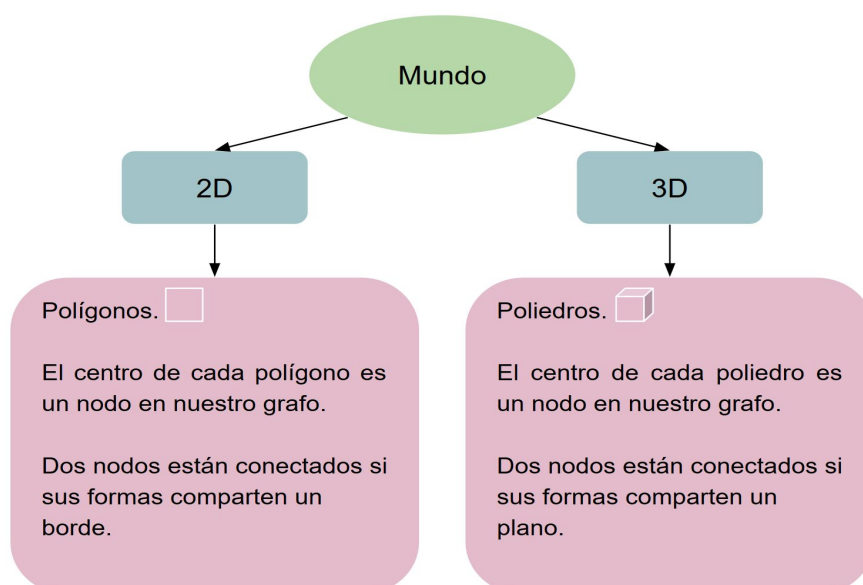 Mundo
2D
3D
Polígonos.
El centro de cada polígono es
un nodo en nuestro grafo.
Dos nodos están conectados si
sus formas comparten un
borde.
Poliedros.
El centro de cada poliedro es
un nodo en nuestro grafo.
Dos nodos están conectados si
sus formas comparten un
plano.